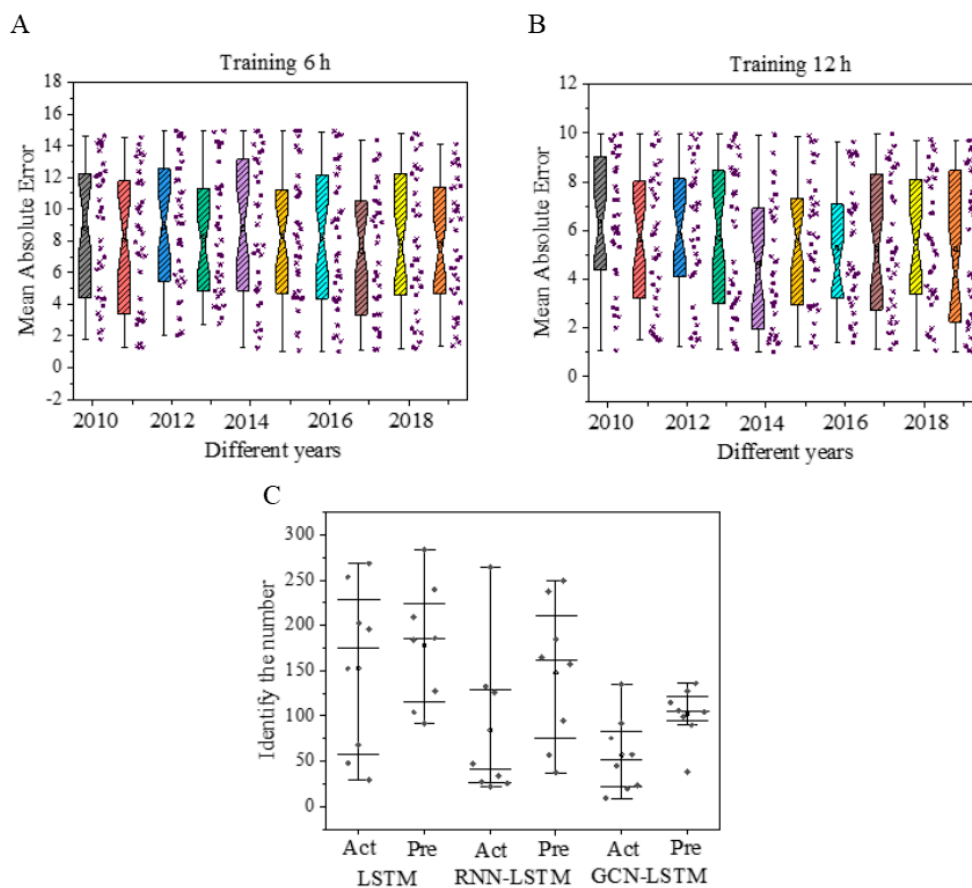 A
B
Training 6 h
Training 12 h
Mean Absolute Error
18
16
14
12
10
8
6
4
2
0
-2
2010 2012 2014 2016 2018
Different years
Mean Absolute Error
12
10
8
6
4
2
0
2010 2012 2014 2016 2018
Different years
C
Identify the number
300
250
200
150
100
50
0
Act Pre Act Pre Act Pre
LSTM RNN-LSTM GCN-LSTM